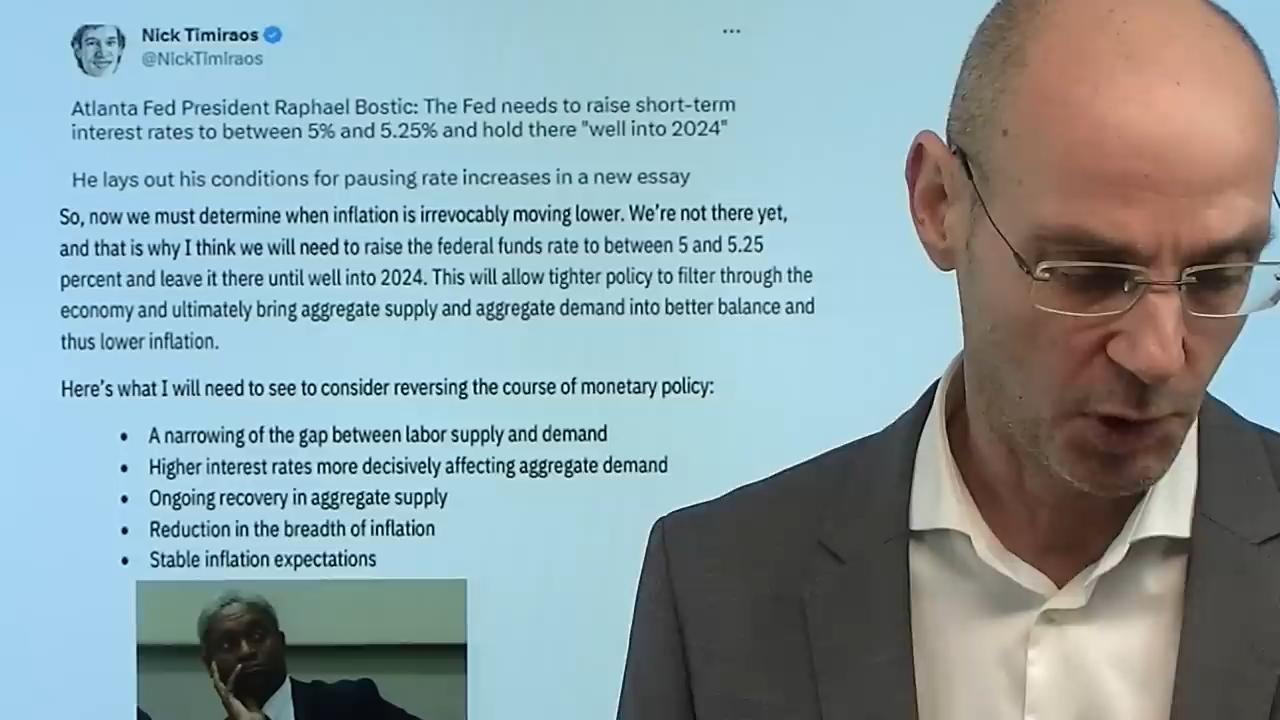 Nick Timiraos
@NickTimiraos
...
Atlanta Fed President Raphael Bostic: The Fed needs to raise short-term
interest rates to between 5% and 5.25% and hold there "well into 2024"
He lays out his conditions for pausing rate increases in a new essay
So, now we must determine when inflation is irrevocably moving lower. We're not there yet,
and that is why I think we will need to raise the federal funds rate to between 5 and 5.25
percent and leave it there until well into 2024. This will allow tighter policy to filter through the
economy and ultimately bring aggregate supply and aggregate demand into better balance and
thus lower inflation.
Here's what I will need to see to consider reversing the course of monetary policy:
• A narrowing of the gap between labor supply and demand
• Higher interest rates more decisively affecting aggregate demand
• Ongoing recovery in aggregate supply
• Reduction in the breadth of inflation
• Stable inflation expectations